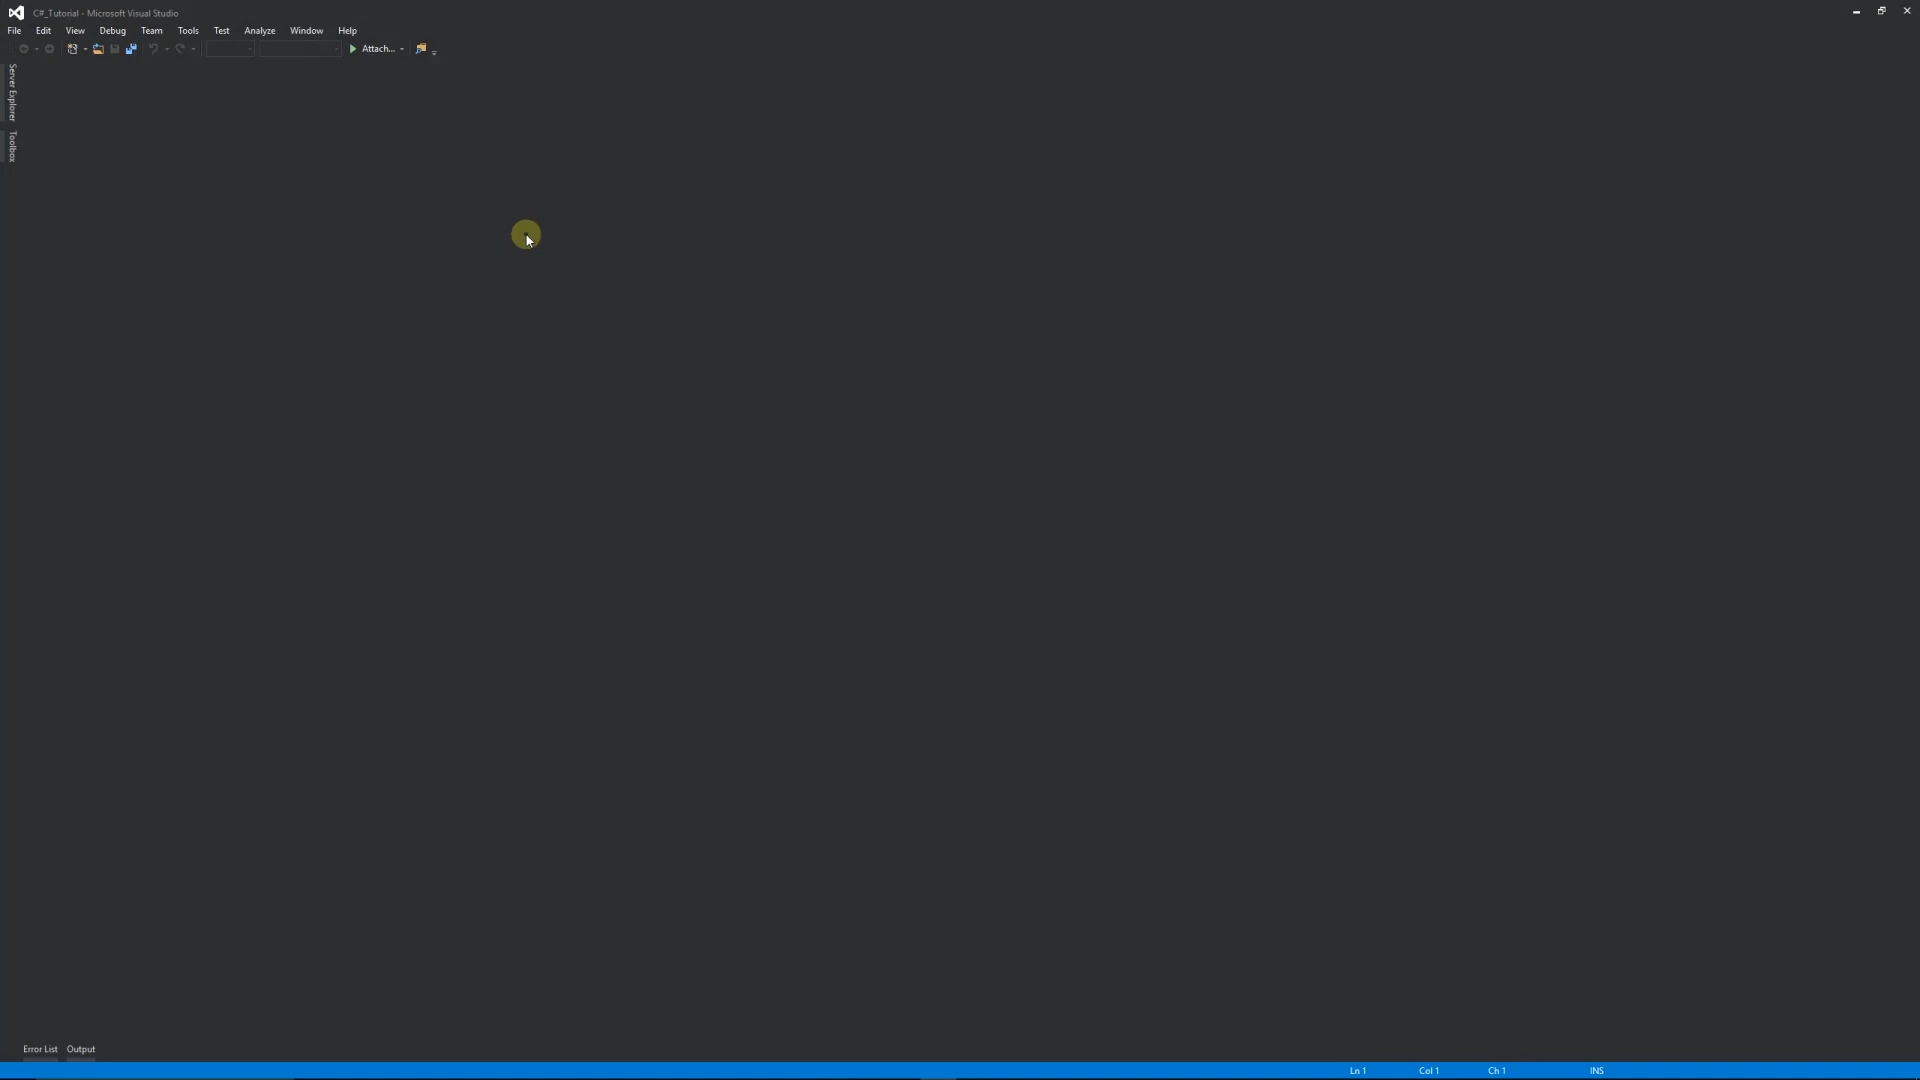 C#_Tutorial - Microsoft Visual Studio
File Edit View Debug Team Tools Test Analyze Window Help
Attach...
Server Explorer
Toolbox
Error List Output
Ln 1 Col 1 Ch 1 INS